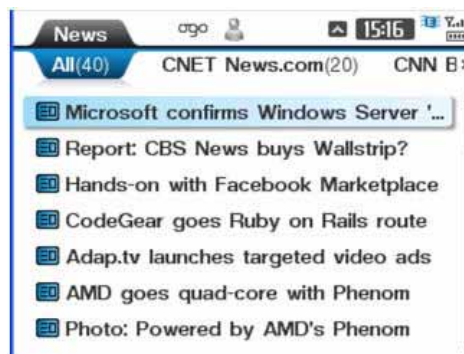 News ogo 15:16
All(40) CNET News.com(20) CNN B
Microsoft confirms Windows Server '...
Report: CBS News buys Wallstrip?
Hands-on with Facebook Marketplace
CodeGear goes Ruby on Rails route
Adap.tv launches targeted video ads
AMD goes quad-core with Phenom
Photo: Powered by AMD's Phenom